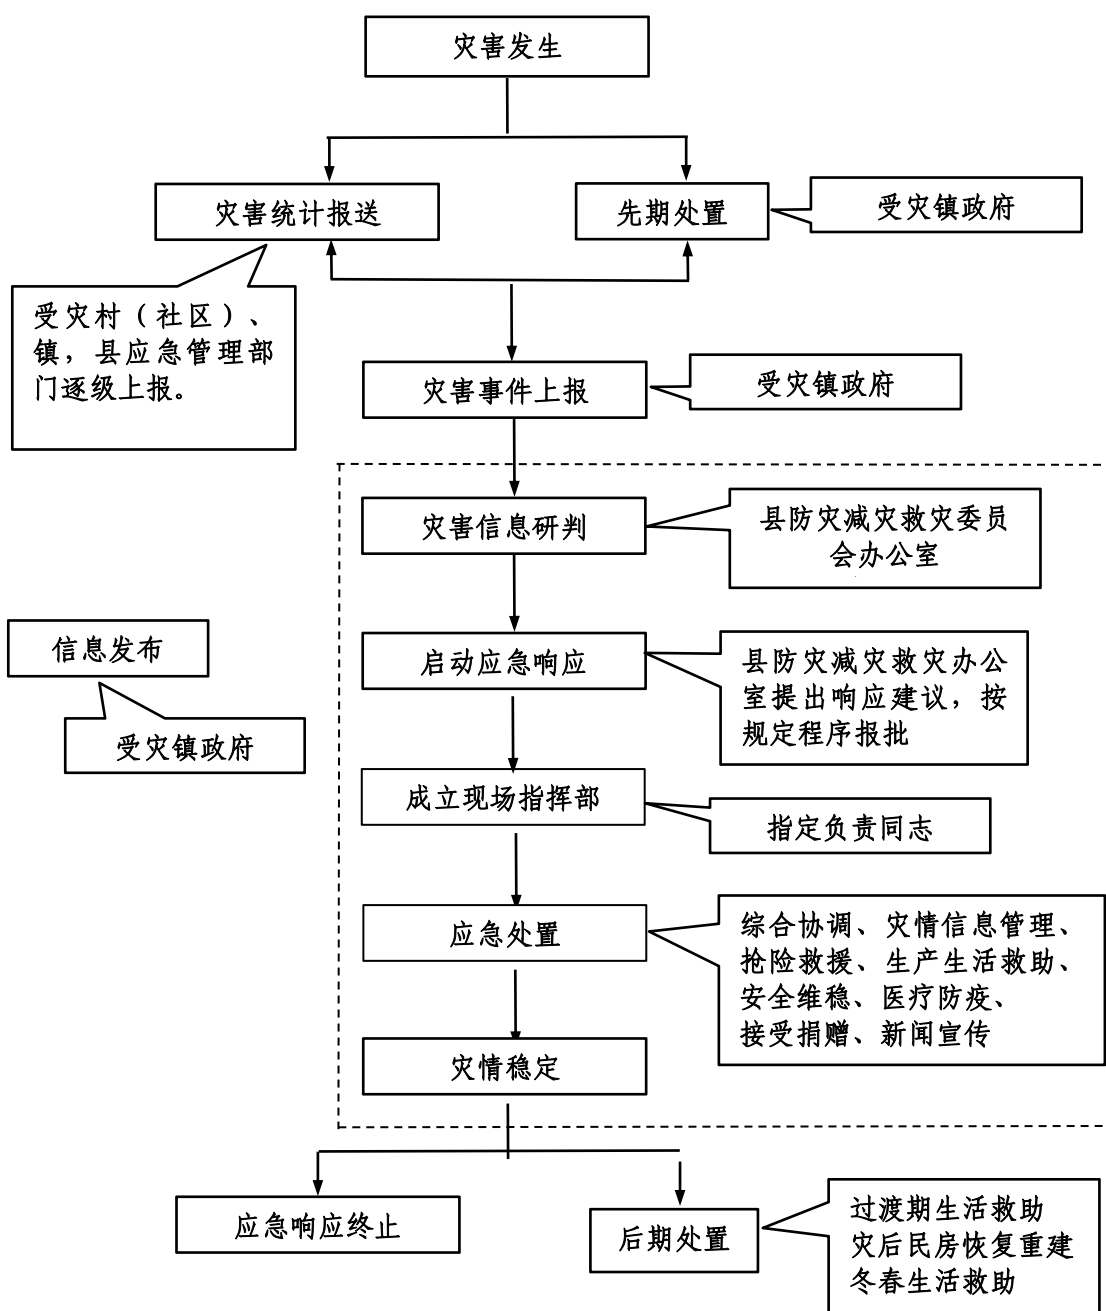 灾害发生
灾害统计报送
先期处置
受灾镇政府
受灾村（社区）、
镇，县应急管理部
门逐级上报。
灾害事件上报
受灾镇政府
灾害信息研判
县防灾减灾救灾委员
会办公室
信息发布
受灾镇政府
启动应急响应
县防灾减灾救灾办公
室提出响应建议，按
规定程序报批
成立现场指挥部
指定负责同志
应急处置
综合协调、灾情信息管理、
抢险救援、生产生活救助、
安全维稳、医疗防疫、
接受捐赠、新闻宣传
灾情稳定
应急响应终止
后期处置
过渡期生活救助
灾后民房恢复重建
冬春生活救助